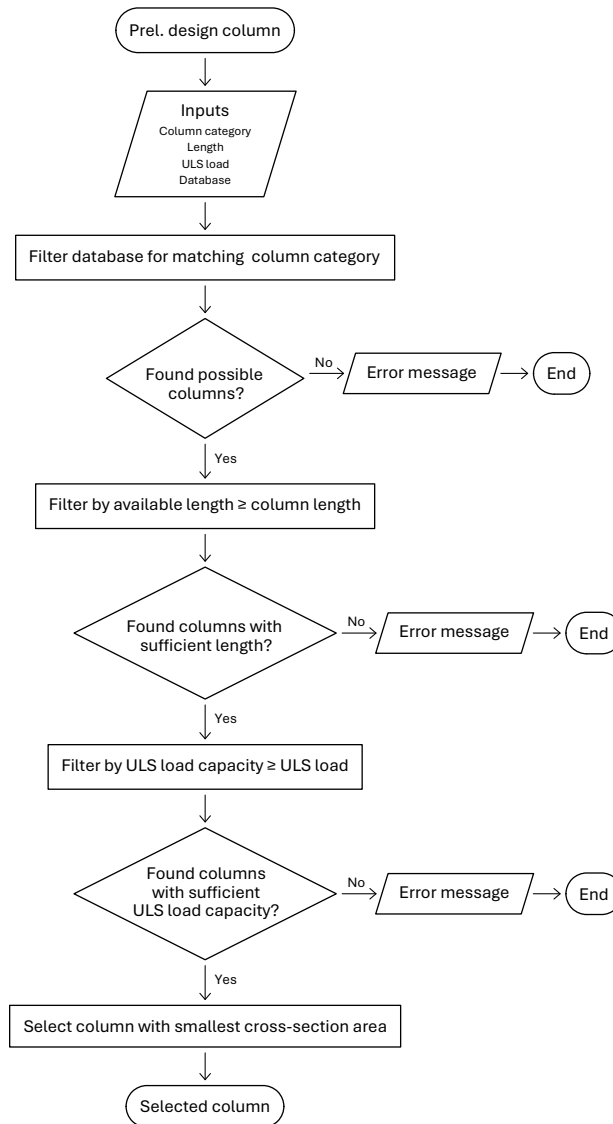 Prel. design column
Inputs
Column category
Length
ULS load
Database
Filter database for matching column category
Found possible
columns?
No
Error message
End
Yes
Filter by available length ≥ column length
Found columns with
sufficient length?
No
Error message
End
Yes
Filter by ULS load capacity ≥ ULS load
Found columns
with sufficient
ULS load capacity?
No
Error message
End
Yes
Select column with smallest cross-section area
Selected column